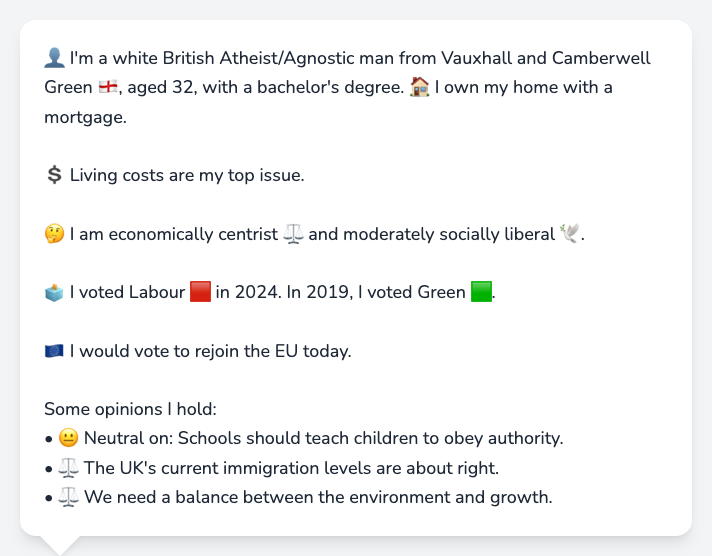 👤 I'm a white British Atheist/Agnostic man from Vauxhall and Camberwell
Green 🏴󠁧󠁢󠁥󠁮󠁧󠁿, aged 32, with a bachelor's degree. 🏠 I own my home with a
mortgage.
💲 Living costs are my top issue.
🤔 I am economically centrist ⚖️ and moderately socially liberal 🕊️.
🗳️ I voted Labour 🟥 in 2024. In 2019, I voted Green 🟩.
🇪🇺 I would vote to rejoin the EU today.
Some opinions I hold:
• 😐 Neutral on: Schools should teach children to obey authority.
• ⚖️ The UK's current immigration levels are about right.
• ⚖️ We need a balance between the environment and growth.